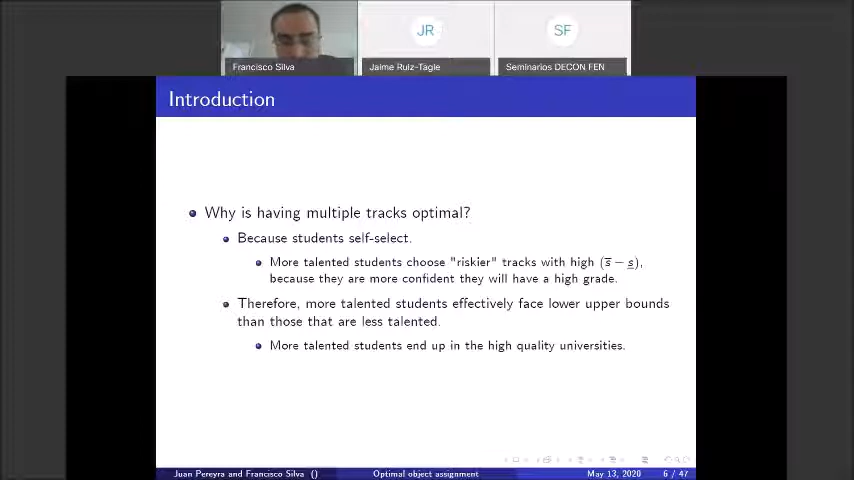 JR
SF
Francisco Silva
Jaime Ruiz-Tagle
Seminarios DECON FEN
Introduction
Why is having multiple tracks optimal?
Because students self-select.
More talented students choose "riskier" tracks with high (s̅ − s̲),
because they are more confident they will have a high grade.
Therefore, more talented students effectively face lower upper bounds
than those that are less talented.
More talented students end up in the high quality universities.
Juan Pereyra and Francisco Silva ()
Optimal object assignment
May 13, 2020
6 / 47